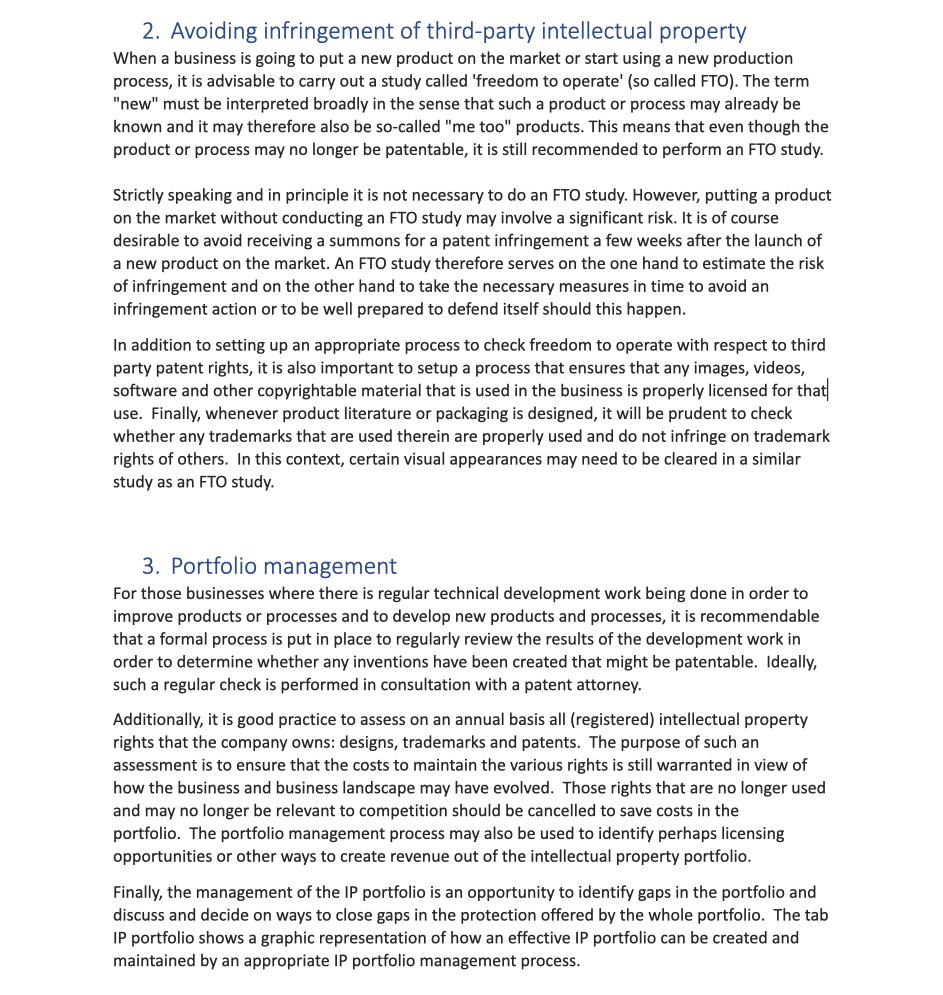 2. Avoiding infringement of third-party intellectual property
When a business is going to put a new product on the market or start using a new production
process, it is advisable to carry out a study called 'freedom to operate' (so called FTO). The term
"new" must be interpreted broadly in the sense that such a product or process may already be
known and it may therefore also be so-called "me too" products. This means that even though the
product or process may no longer be patentable, it is still recommended to perform an FTO study.
Strictly speaking and in principle it is not necessary to do an FTO study. However, putting a product
on the market without conducting an FTO study may involve a significant risk. It is of course
desirable to avoid receiving a summons for a patent infringement a few weeks after the launch of
a new product on the market. An FTO study therefore serves on the one hand to estimate the risk
of infringement and on the other hand to take the necessary measures in time to avoid an
infringement action or to be well prepared to defend itself should this happen.
In addition to setting up an appropriate process to check freedom to operate with respect to third
party patent rights, it is also important to setup a process that ensures that any images, videos,
software and other copyrightable material that is used in the business is properly licensed for that
use.  Finally, whenever product literature or packaging is designed, it will be prudent to check
whether any trademarks that are used therein are properly used and do not infringe on trademark
rights of others.  In this context, certain visual appearances may need to be cleared in a similar
study as an FTO study.
3. Portfolio management
For those businesses where there is regular technical development work being done in order to
improve products or processes and to develop new products and processes, it is recommendable
that a formal process is put in place to regularly review the results of the development work in
order to determine whether any inventions have been created that might be patentable.  Ideally,
such a regular check is performed in consultation with a patent attorney.
Additionally, it is good practice to assess on an annual basis all (registered) intellectual property
rights that the company owns: designs, trademarks and patents.  The purpose of such an
assessment is to ensure that the costs to maintain the various rights is still warranted in view of
how the business and business landscape may have evolved.  Those rights that are no longer used
and may no longer be relevant to competition should be cancelled to save costs in the
portfolio.  The portfolio management process may also be used to identify perhaps licensing
opportunities or other ways to create revenue out of the intellectual property portfolio.
Finally, the management of the IP portfolio is an opportunity to identify gaps in the portfolio and
discuss and decide on ways to close gaps in the protection offered by the whole portfolio.  The tab
IP portfolio shows a graphic representation of how an effective IP portfolio can be created and
maintained by an appropriate IP portfolio management process.